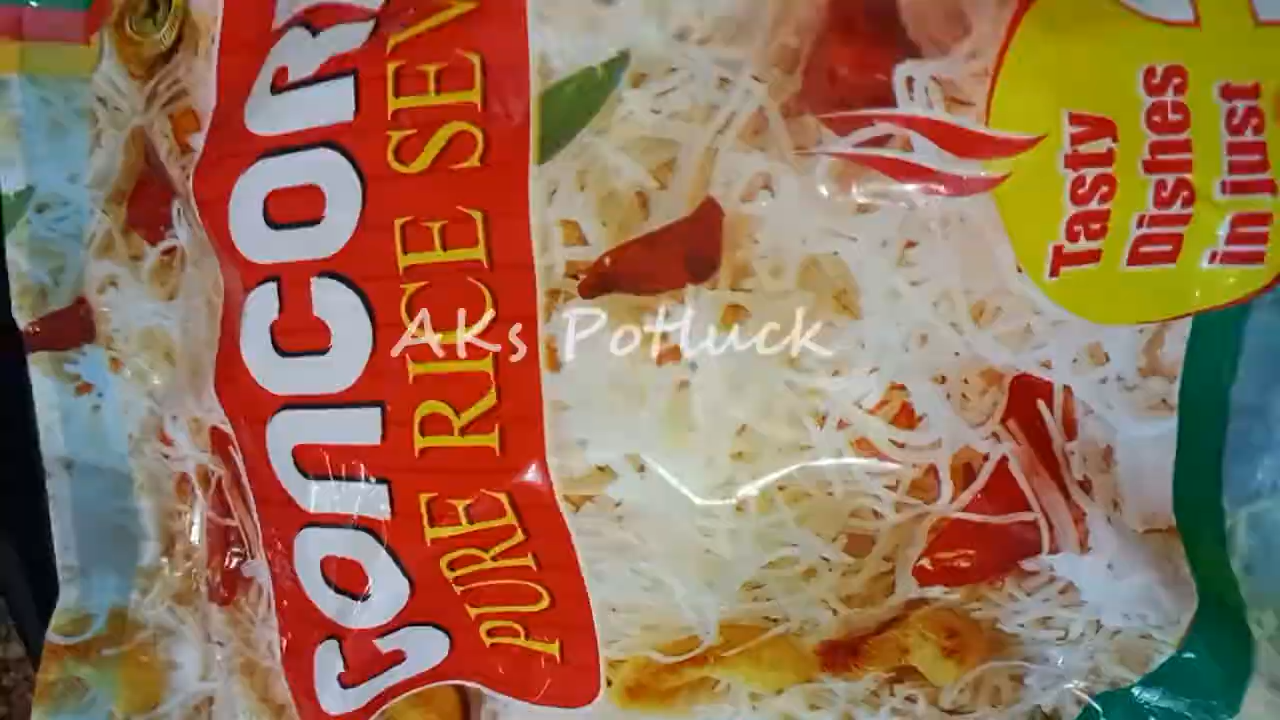 CONCOR
PURE RICE SEV
Tasty
Dishes
in just
AKs Potluck